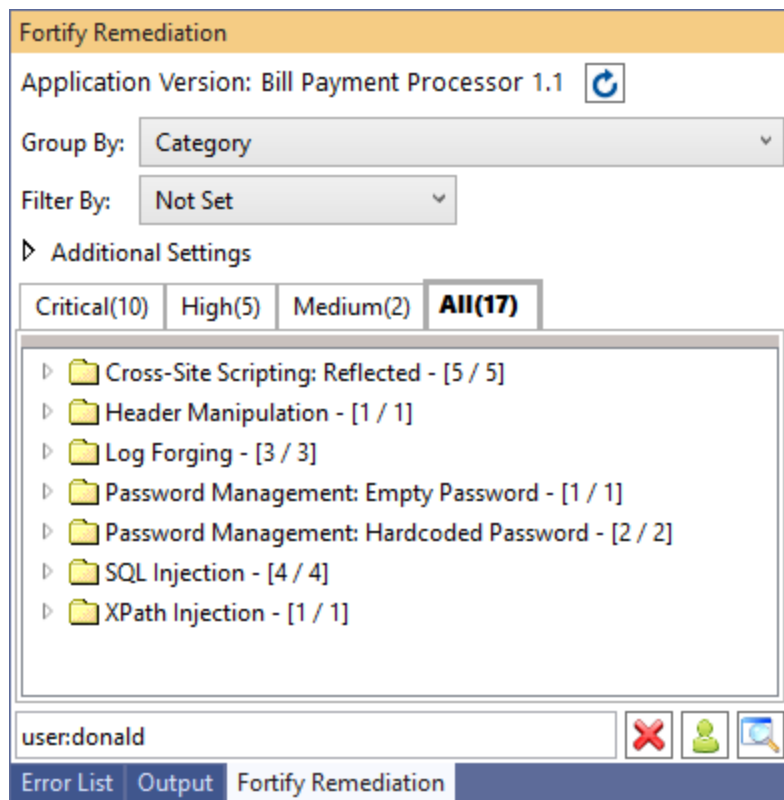 Fortify Remediation
Application Version: Bill Payment Processor 1.1
Group By: Category
Filter By: Not Set
Additional Settings
Critical(10) High(5) Medium(2) All(17)
Cross-Site Scripting: Reflected - [5 / 5]
Header Manipulation - [1 / 1]
Log Forging - [3 / 3]
Password Management: Empty Password - [1 / 1]
Password Management: Hardcoded Password - [2 / 2]
SQL Injection - [4 / 4]
XPath Injection - [1 / 1]
user:donald
Error List Output Fortify Remediation